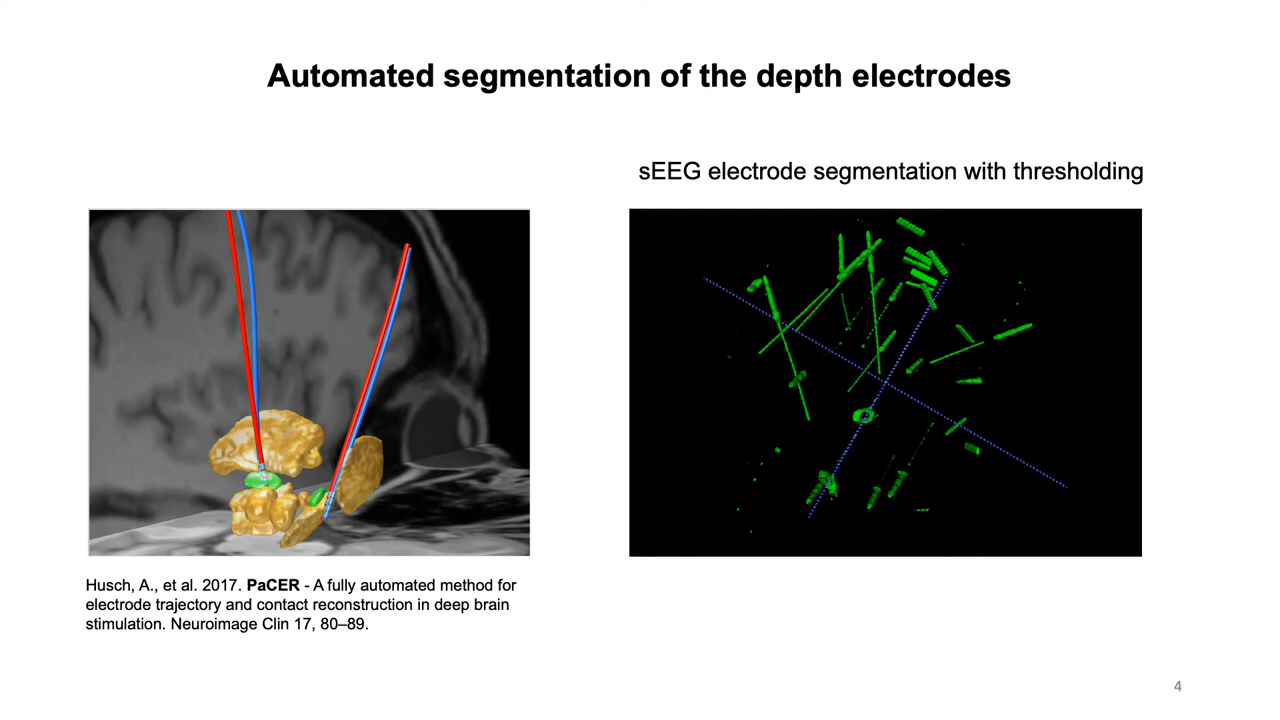 Automated segmentation of the depth electrodes
sEEG electrode segmentation with thresholding
Husch, A., et al. 2017. PaCER - A fully automated method for
electrode trajectory and contact reconstruction in deep brain
stimulation. Neuroimage Clin 17, 80–89.
4